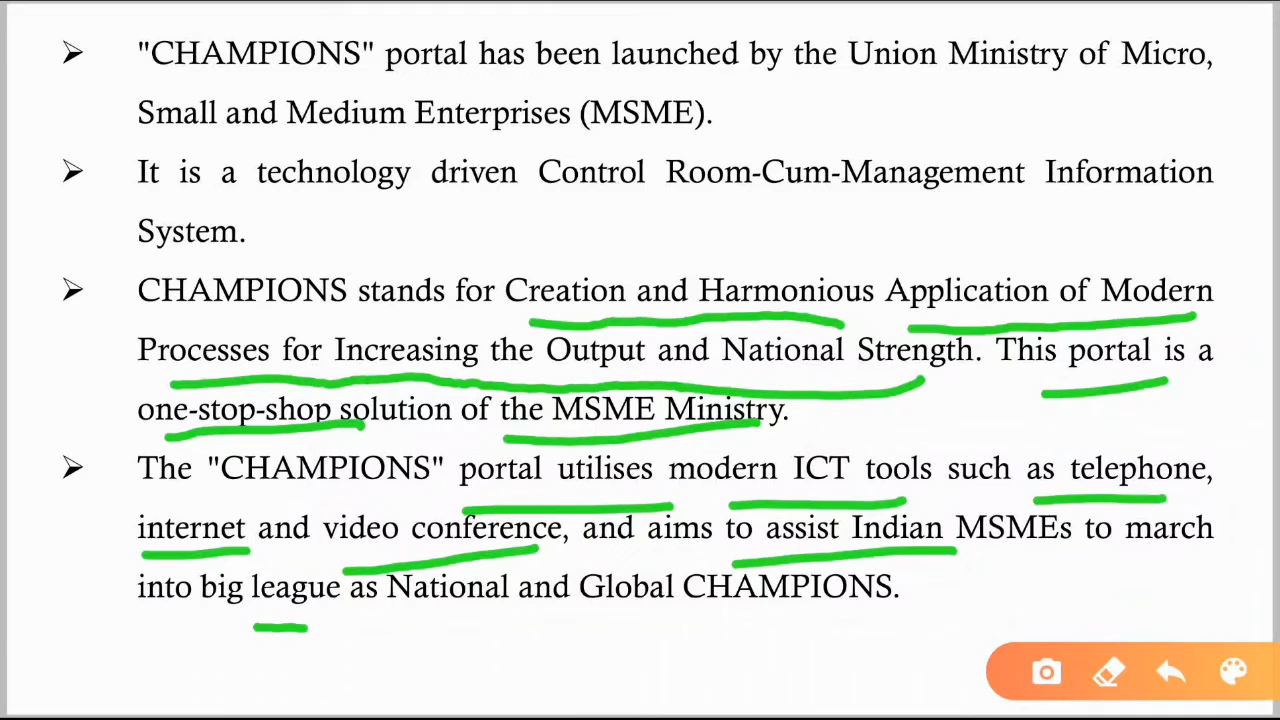 ➤ "CHAMPIONS" portal has been launched by the Union Ministry of Micro,
Small and Medium Enterprises (MSME).
➤ It is a technology driven Control Room-Cum-Management Information
System.
➤ CHAMPIONS stands for Creation and Harmonious Application of Modern
Processes for Increasing the Output and National Strength. This portal is a
one-stop-shop solution of the MSME Ministry.
➤ The "CHAMPIONS" portal utilises modern ICT tools such as telephone,
internet and video conference, and aims to assist Indian MSMEs to march
into big league as National and Global CHAMPIONS.